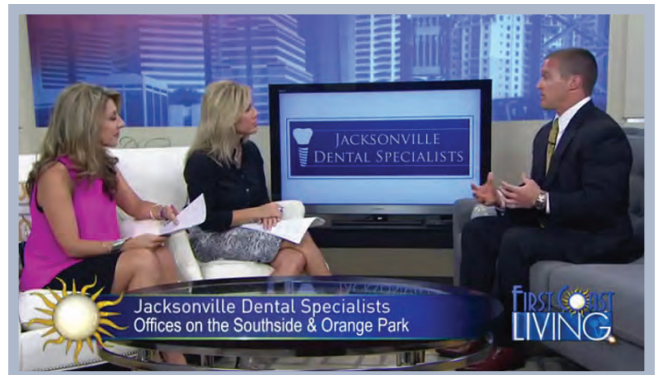 JACKSONVILLE
DENTAL SPECIALISTS
Jacksonville Dental Specialists
Offices on the Southside & Orange Park
FIRST COAST
LIVING